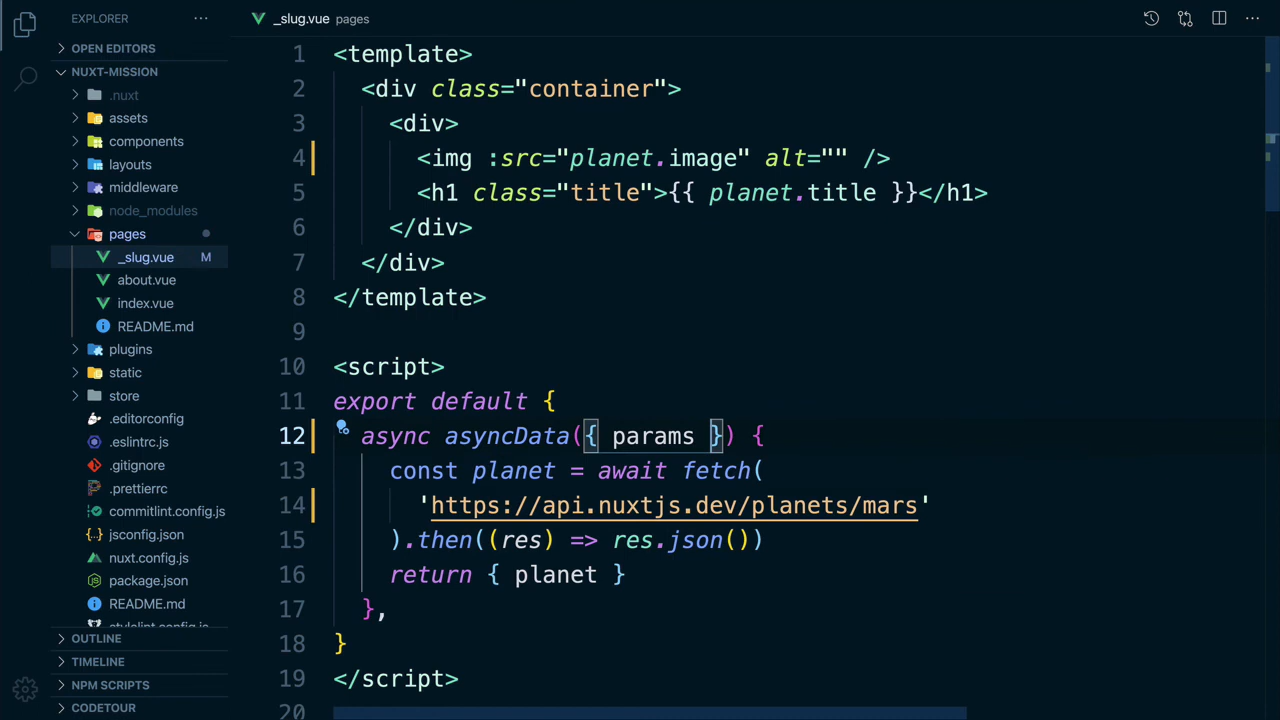 EXPLORER
OPEN EDITORS
NUXT-MISSION
.nuxt
assets
components
layouts
middleware
node_modules
pages
_slug.vue M
about.vue
index.vue
README.md
plugins
static
store
.editorconfig
.eslintrc.js
.gitignore
.prettierrc
commitlint.config.js
jsconfig.json
nuxt.config.js
package.json
README.md
stylelint.config.js
OUTLINE
TIMELINE
NPM SCRIPTS
CODETOUR
_slug.vue pages
1 <template>
2 <div class="container">
3 <div>
4 <img :src="planet.image" alt="" />
5 <h1 class="title">{{ planet.title }}</h1>
6 </div>
7 </div>
8 </template>
9
10 <script>
11 export default {
12 async asyncData({ params }) {
13 const planet = await fetch(
14 'https://api.nuxtjs.dev/planets/mars'
15 ).then((res) => res.json())
16 return { planet }
17 },
18 }
19 </script>
20